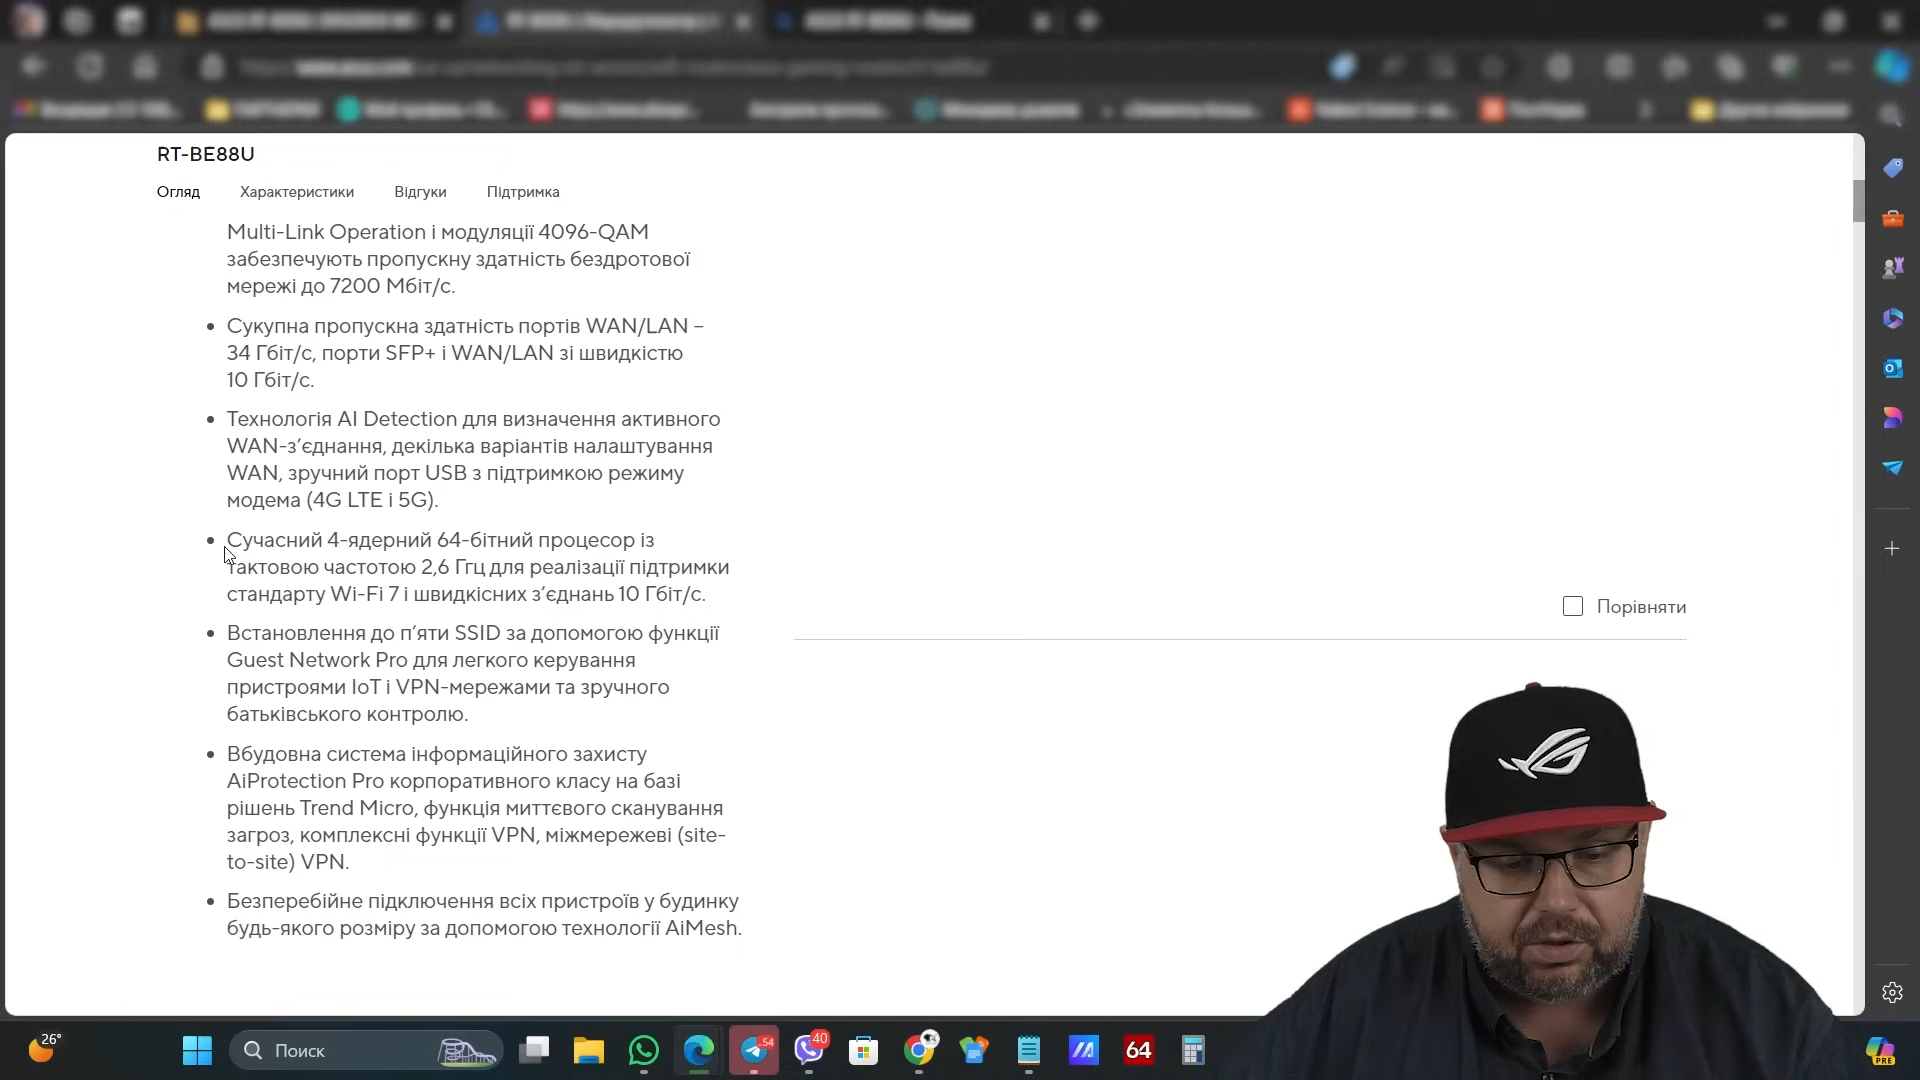 RT-BE88U
Огляд
Характеристики
Відгуки
Підтримка
Multi-Link Operation і модуляції 4096-QAM
забезпечують пропускну здатність бездротової
мережі до 7200 Мбіт/с.
Сукупна пропускна здатність портів WAN/LAN –
34 Гбіт/с, порти SFP+ і WAN/LAN зі швидкістю
10 Гбіт/с.
Технологія AI Detection для визначення активного
WAN-з’єднання, декілька варіантів налаштування
WAN, зручний порт USB з підтримкою режиму
модема (4G LTE і 5G).
Сучасний 4-ядерний 64-бітний процесор із
тактовою частотою 2,6 Ггц для реалізації підтримки
стандарту Wi-Fi 7 і швидкісних з’єднань 10 Гбіт/с.
Встановлення до п’яти SSID за допомогою функції
Guest Network Pro для легкого керування
пристроями IoT і VPN-мережами та зручного
батьківського контролю.
Вбудовна система інформаційного захисту
AiProtection Pro корпоративного класу на базі
рішень Trend Micro, функція миттєвого сканування
загроз, комплексні функції VPN, міжмережеві (site-
to-site) VPN.
Безперебійне підключення всіх пристроїв у будинку
будь-якого розміру за допомогою технології AiMesh.
Порівняти
26°
Поиск
..54
40
64
PRE